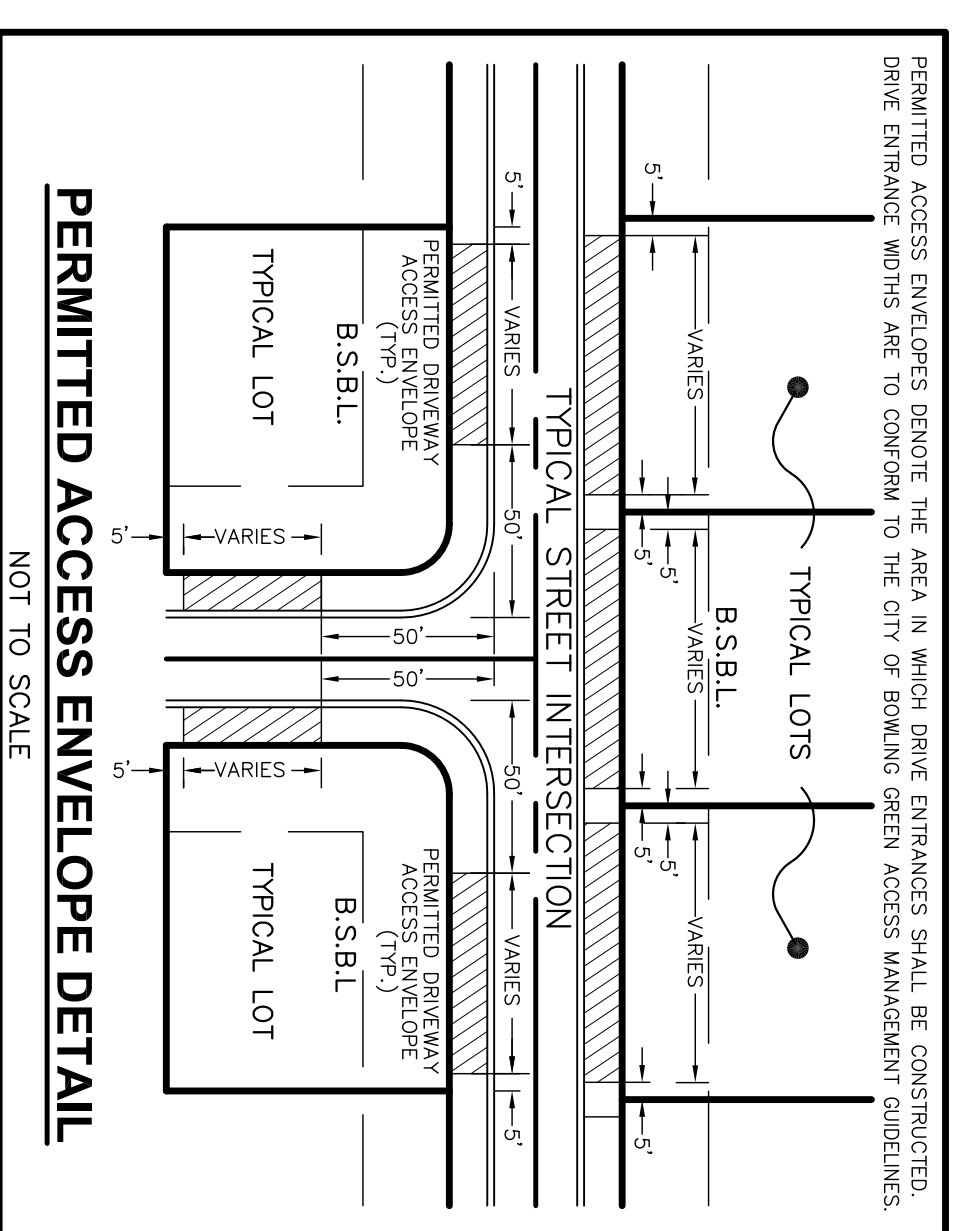 PERMITTED ACCESS ENVELOPES DENOTE THE AREA IN WHICH DRIVE ENTRANCES SHALL BE CONSTRUCTED.
DRIVE ENTRANCE WIDTHS ARE TO CONFORM TO THE CITY OF BOWLING GREEN ACCESS MANAGEMENT GUIDELINES.
TYPICAL LOTS
B.S.B.L.
VARIES
VARIES
VARIES
5'
5'
5'
5'
5'
5'
TYPICAL STREET INTERSECTION
5'
VARIES
50'
50'
VARIES
5'
PERMITTED DRIVEWAY
ACCESS ENVELOPE
(TYP.)
50'
50'
PERMITTED DRIVEWAY
ACCESS ENVELOPE
(TYP.)
B.S.B.L.
B.S.B.L
TYPICAL LOT
VARIES
VARIES
TYPICAL LOT
5'
5'
PERMITTED ACCESS ENVELOPE DETAIL
NOT TO SCALE